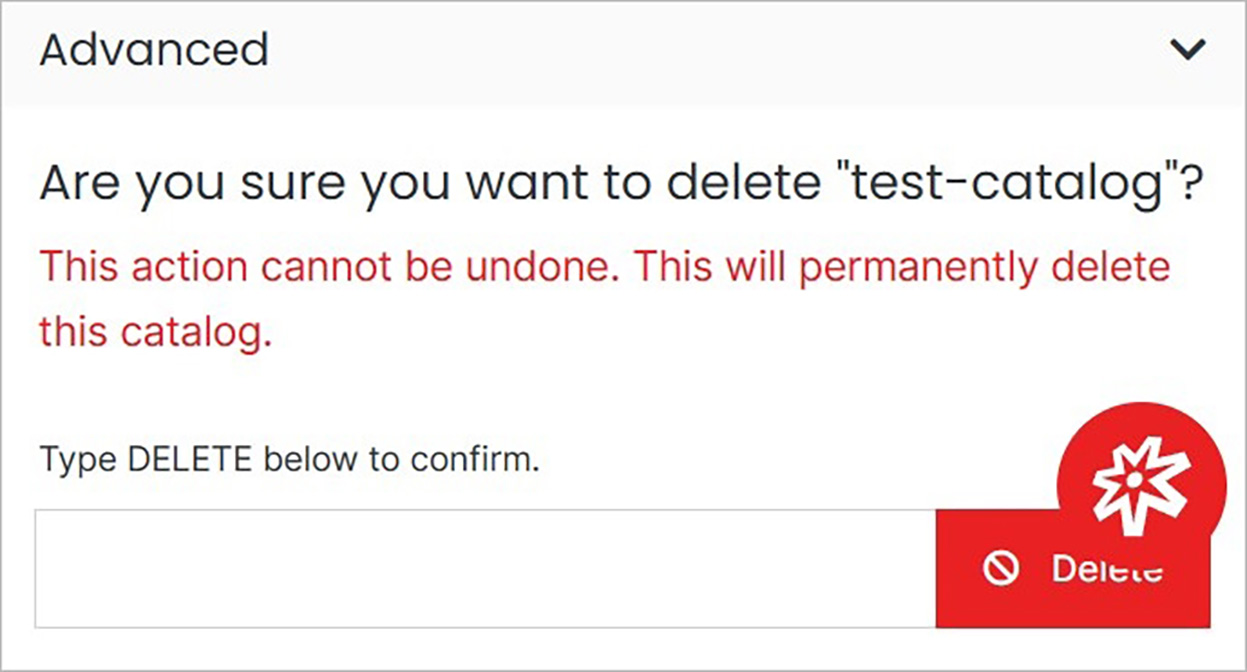 Advanced
Are you sure you want to delete "test-catalog"?
This action cannot be undone. This will permanently delete
this catalog.
Type DELETE below to confirm.
Delete